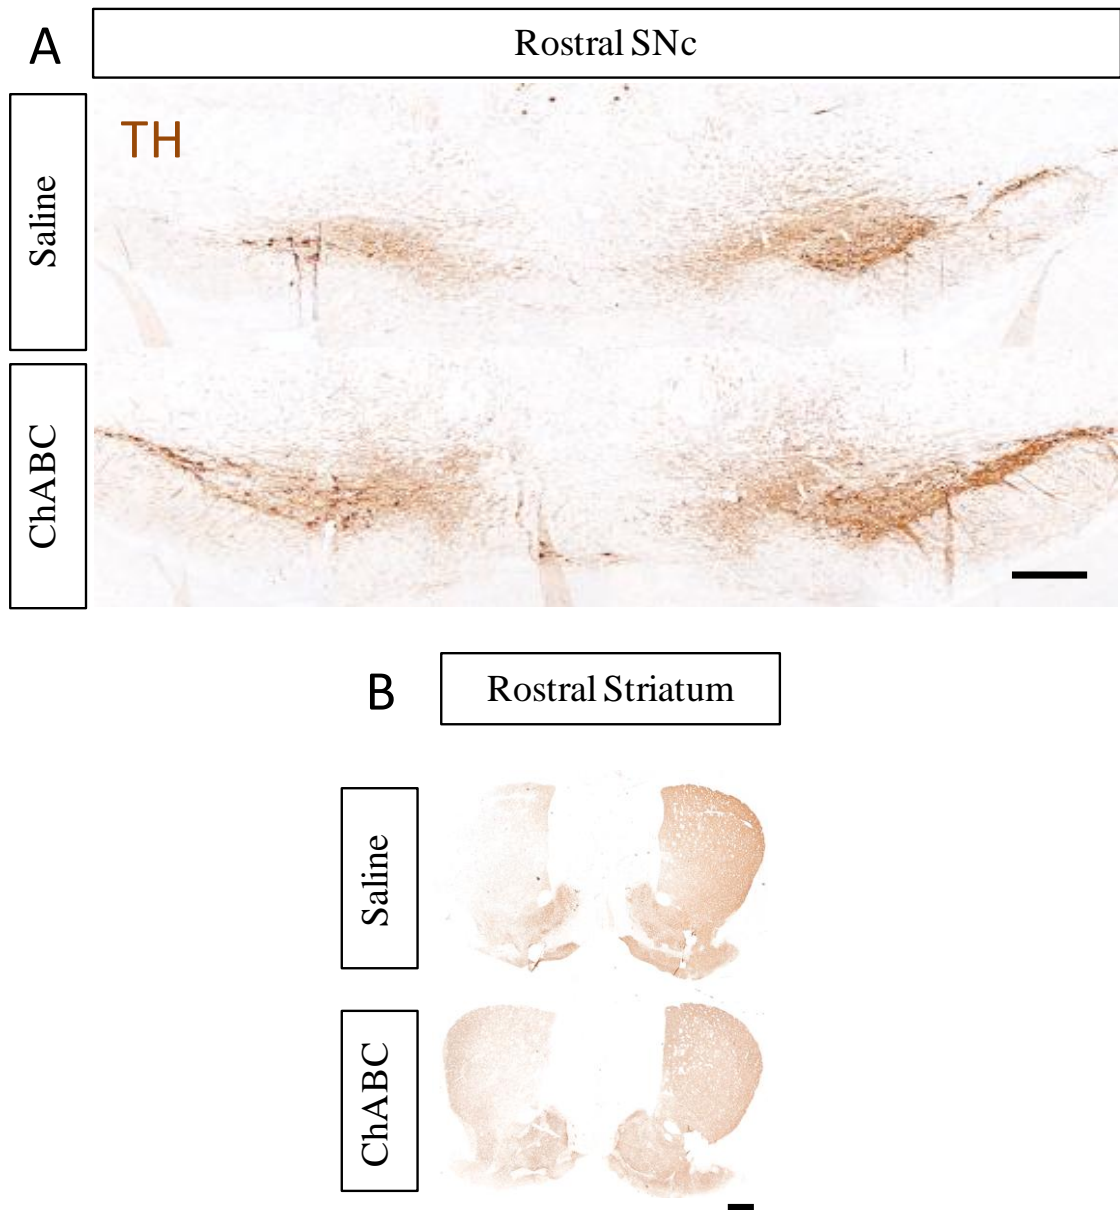 A
Rostral SNc
Saline
TH
ChABC
B
Rostral Striatum
Saline
ChABC